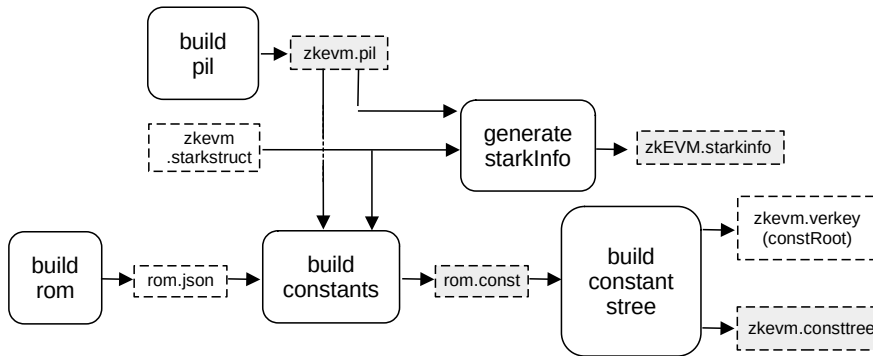 build
pil
zkevm.pil
zkevm
.starkstruct
generate
starkInfo
zkEVM.starkinfo
build
rom
rom.json
build
constants
rom.const
build
constant
stree
zkevm.verkey
(constRoot)
zkevm.consttree